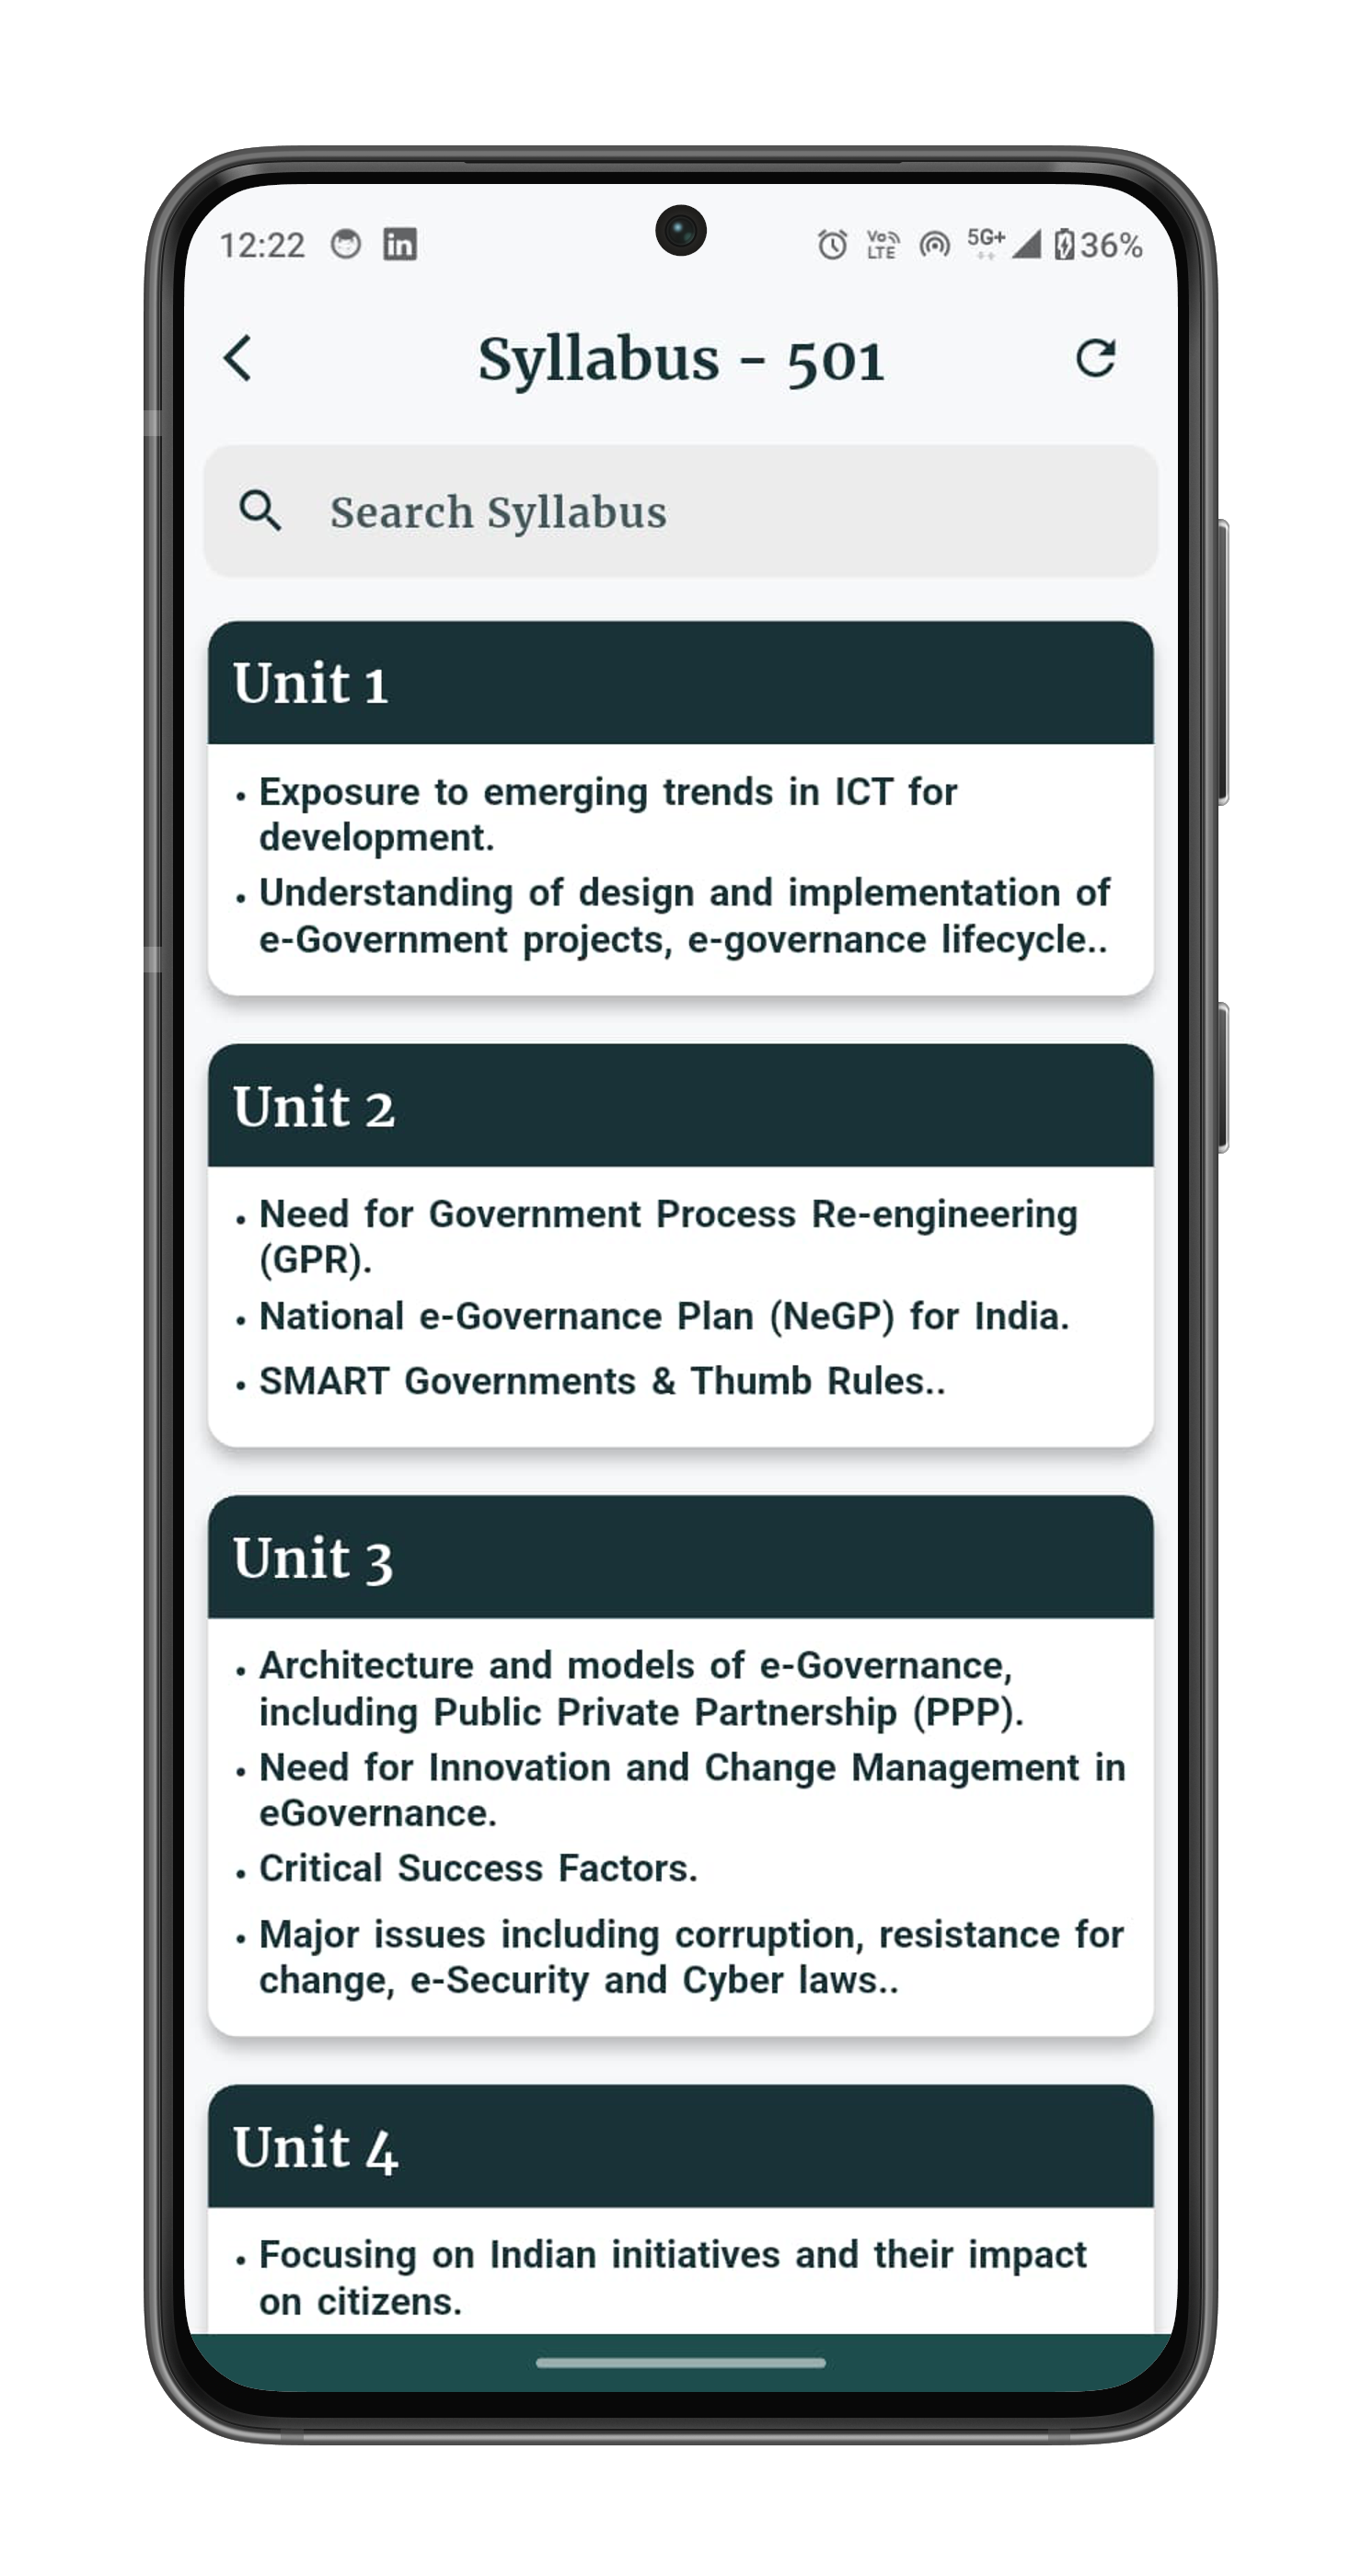 12:22 in Vo LTE 5G+ 36%
Syllabus - 501
Search Syllabus
Unit 1
• Exposure to emerging trends in ICT for
development.
• Understanding of design and implementation of
e-Government projects, e-governance lifecycle..
Unit 2
• Need for Government Process Re-engineering
(GPR).
• National e-Governance Plan (NeGP) for India.
• SMART Governments & Thumb Rules..
Unit 3
• Architecture and models of e-Governance,
including Public Private Partnership (PPP).
• Need for Innovation and Change Management in
eGovernance.
• Critical Success Factors.
• Major issues including corruption, resistance for
change, e-Security and Cyber laws..
Unit 4
• Focusing on Indian initiatives and their impact
on citizens.